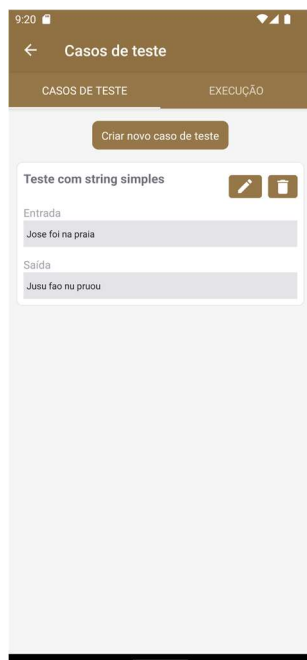 9:20
Casos de teste
CASOS DE TESTE EXECUÇÃO
Criar novo caso de teste
Teste com string simples
Entrada
Jose foi na praia
Saída
Jusu fao nu pruou